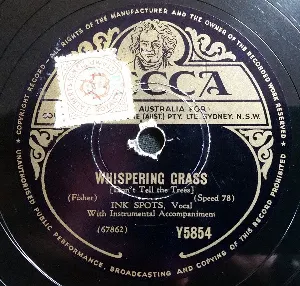 COPYRIGHT RECORD — ALL RIGHTS OF THE MANUFACTURER AND THE OWNER OF THE RECORDED WORK RESERVED
ECCA
AUSTRALIA FOR
(AUST) PTY. LTD. SYDNEY. N.S.W.
WHISPERING GRASS
(Don't Tell the Trees)
(Fisher) (Speed 78)
INK SPOTS, Vocal
With Instrumental Accompaniment
(67862) Y5854
UNAUTHORISED PUBLIC PERFORMANCE, BROADCASTING AND COPYING OF THIS RECORD PROHIBITED